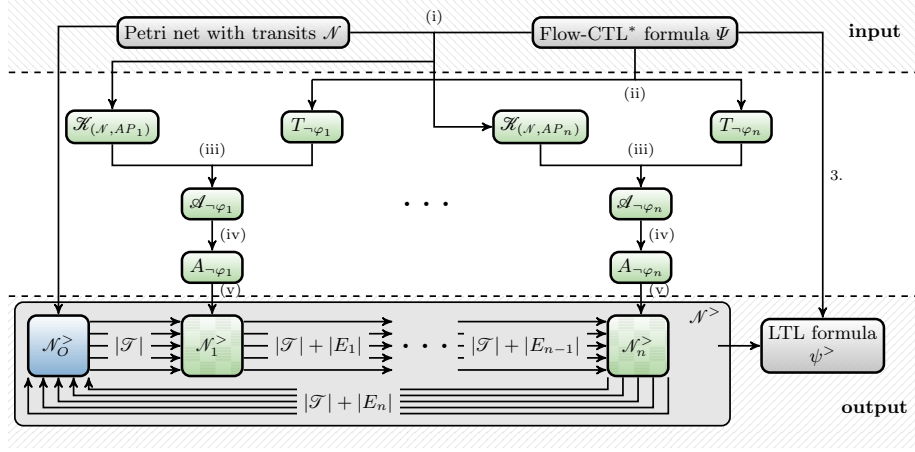 (i)
Petri net with transits 𝒩
Flow-CTL* formula Ψ
input
(ii)
𝒦(𝒩,AP₁)
T¬φ₁
𝒦(𝒩,APₙ)
T¬φₙ
(iii)
(iii)
3.
𝒜¬φ₁
. . .
𝒜¬φₙ
(iv)
(iv)
A¬φ₁
A¬φₙ
(v)
(v)
𝒩^>
𝒩_O^>
|𝒯|
𝒩₁^>
|𝒯| + |E₁|
. . .
|𝒯| + |Eₙ₋₁|
𝒩ₙ^>
LTL formula
ψ^>
|𝒯| + |Eₙ|
output